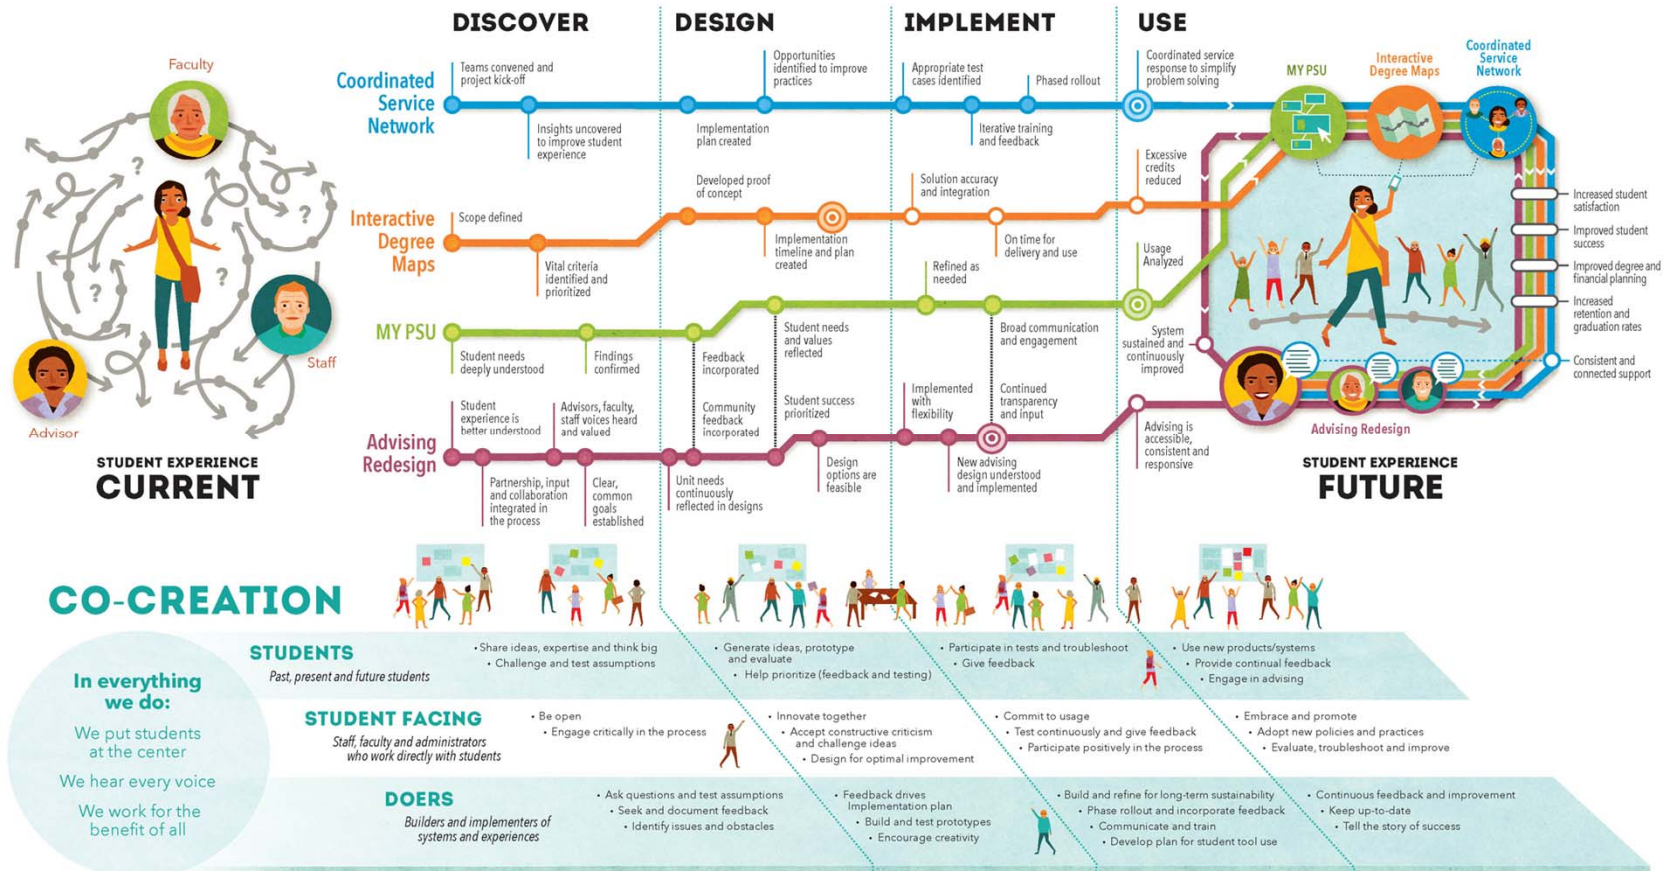 DISCOVER
DESIGN
IMPLEMENT
USE
Faculty
?
?
?
?
Staff
Advisor
STUDENT EXPERIENCE
CURRENT
Coordinated
Service
Network
Teams convened and
project kick-off
Insights uncovered
to improve student
experience
Implementation
plan created
Opportunities
identified to improve
practices
Appropriate test
cases identified
Iterative training
and feedback
Phased rollout
Coordinated service
response to simplify
problem solving
Interactive
Degree
Maps
Scope defined
Vital criteria
identified and
prioritized
Developed proof
of concept
Implementation
timeline and plan
created
Solution accuracy
and integration
On time for
delivery and use
Excessive
credits
reduced
MY PSU
Student needs
deeply understood
Findings
confirmed
Feedback
incorporated
Student needs
and values
reflected
Refined as
needed
Broad communication
and engagement
Usage
Analyzed
System
sustained and
continuously
improved
Advising
Redesign
Student
experience is
better understood
Partnership, input
and collaboration
integrated in
the process
Advisors, faculty,
staff voices heard
and valued
Clear,
common
goals
established
Unit needs
continuously
reflected in designs
Community
feedback
incorporated
Student success
prioritized
Design
options are
feasible
Implemented
with
flexibility
New advising
design understood
and implemented
Continued
transparency
and input
Advising is
accessible,
consistent and
responsive
MY PSU
Interactive
Degree Maps
Coordinated
Service
Network
Increased student
satisfaction
Improved student
success
Improved degree and
financial planning
Increased
retention and
graduation rates
Consistent and
connected support
Advising Redesign
STUDENT EXPERIENCE
FUTURE
CO-CREATION
In everything
we do:
We put students
at the center
We hear every voice
We work for the
benefit of all
STUDENTS
Past, present and future students
• Share ideas, expertise and think big
• Challenge and test assumptions
• Generate ideas, prototype
and evaluate
• Help prioritize (feedback and testing)
• Participate in tests and troubleshoot
• Give feedback
• Use new products/systems
• Provide continual feedback
• Engage in advising
STUDENT FACING
Staff, faculty and administrators
who work directly with students
• Be open
• Engage critically in the process
• Innovate together
• Accept constructive criticism
and challenge ideas
• Design for optimal improvement
• Commit to usage
• Test continuously and give feedback
• Participate positively in the process
• Embrace and promote
• Adopt new policies and practices
• Evaluate, troubleshoot and improve
DOERS
Builders and implementers of
systems and experiences
• Ask questions and test assumptions
• Seek and document feedback
• Identify issues and obstacles
• Feedback drives
Implementation plan
• Build and test prototypes
• Encourage creativity
• Build and refine for long-term sustainability
• Phase rollout and incorporate feedback
• Communicate and train
• Develop plan for student tool use
• Continuous feedback and improvement
• Keep up-to-date
• Tell the story of success